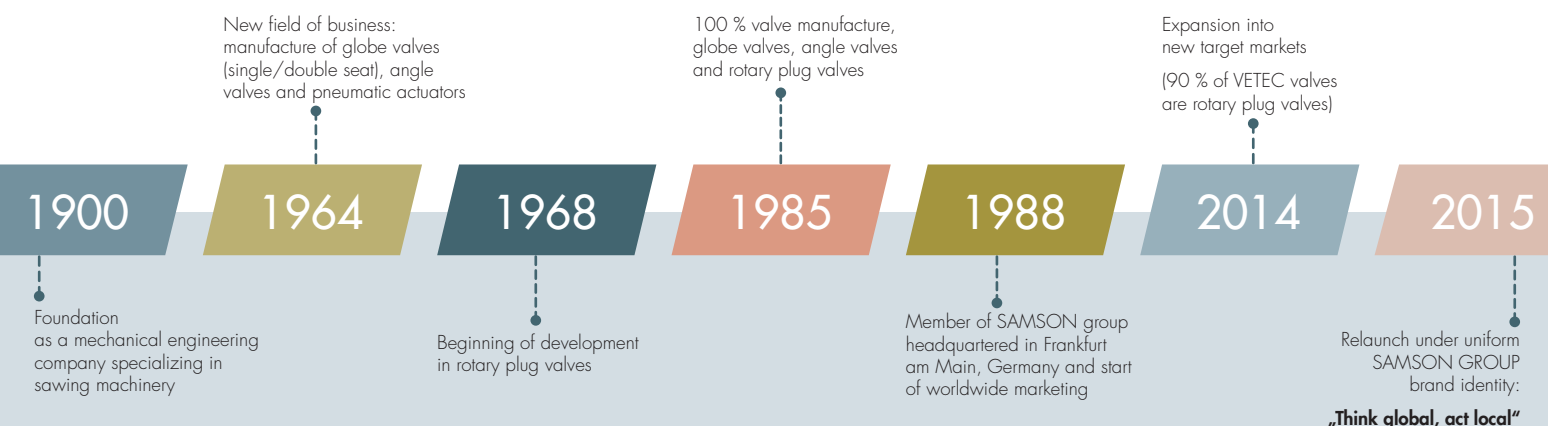 New field of business:
manufacture of globe valves
(single/double seat), angle
valves and pneumatic actuators
100 % valve manufacture,
globe valves, angle valves
and rotary plug valves
Expansion into
new target markets
(90 % of VETEC valves
are rotary plug valves)
1900
1964
1968
1985
1988
2014
2015
Foundation
as a mechanical engineering
company specializing in
sawing machinery
Beginning of development
in rotary plug valves
Member of SAMSON group
headquartered in Frankfurt
am Main, Germany and start
of worldwide marketing
Relaunch under uniform
SAMSON GROUP
brand identity:
„Think global, act local“